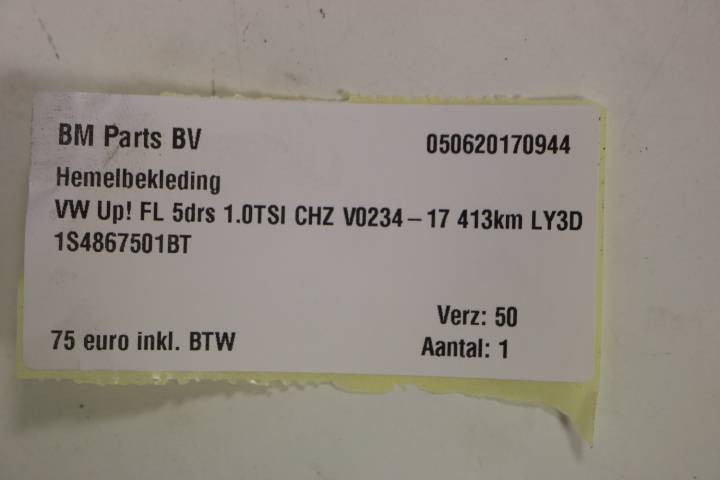 BM Parts BV 050620170944
Hemelbekleding
VW Up! FL 5drs 1.0TSI CHZ V0234 – 17 413km LY3D
1S4867501BT
Verz: 50
75 euro inkl. BTW Aantal: 1